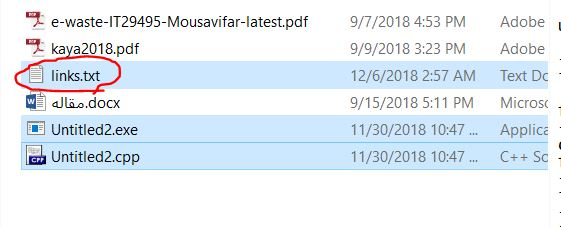 e-waste-IT29495-Mousavifar-latest.pdf 9/7/2018 4:53 PM Adobe
kaya2018.pdf 9/9/2018 3:23 PM Adobe
links.txt 12/6/2018 2:57 AM Text Do
مقاله.docx 9/15/2018 5:11 PM Micros
Untitled2.exe 11/30/2018 10:47 ... Applica
Untitled2.cpp 11/30/2018 10:47 ... C++ So